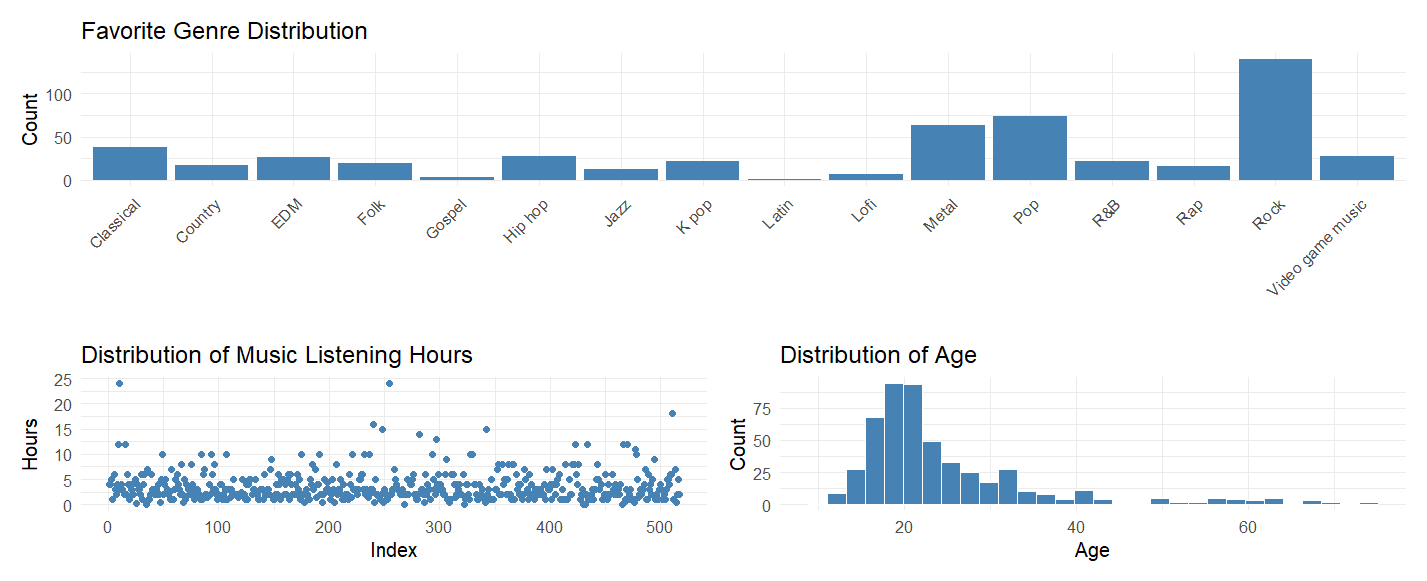 Favorite Genre Distribution
Count
100
50
0
Classical
Country
EDM
Folk
Gospel
Hip hop
Jazz
K pop
Latin
Lofi
Metal
Pop
R&B
Rap
Rock
Video game music
Distribution of Music Listening Hours
Hours
25
20
15
10
5
0
0 100 200 300 400 500
Index
Distribution of Age
Count
75
50
25
0
20 40 60
Age